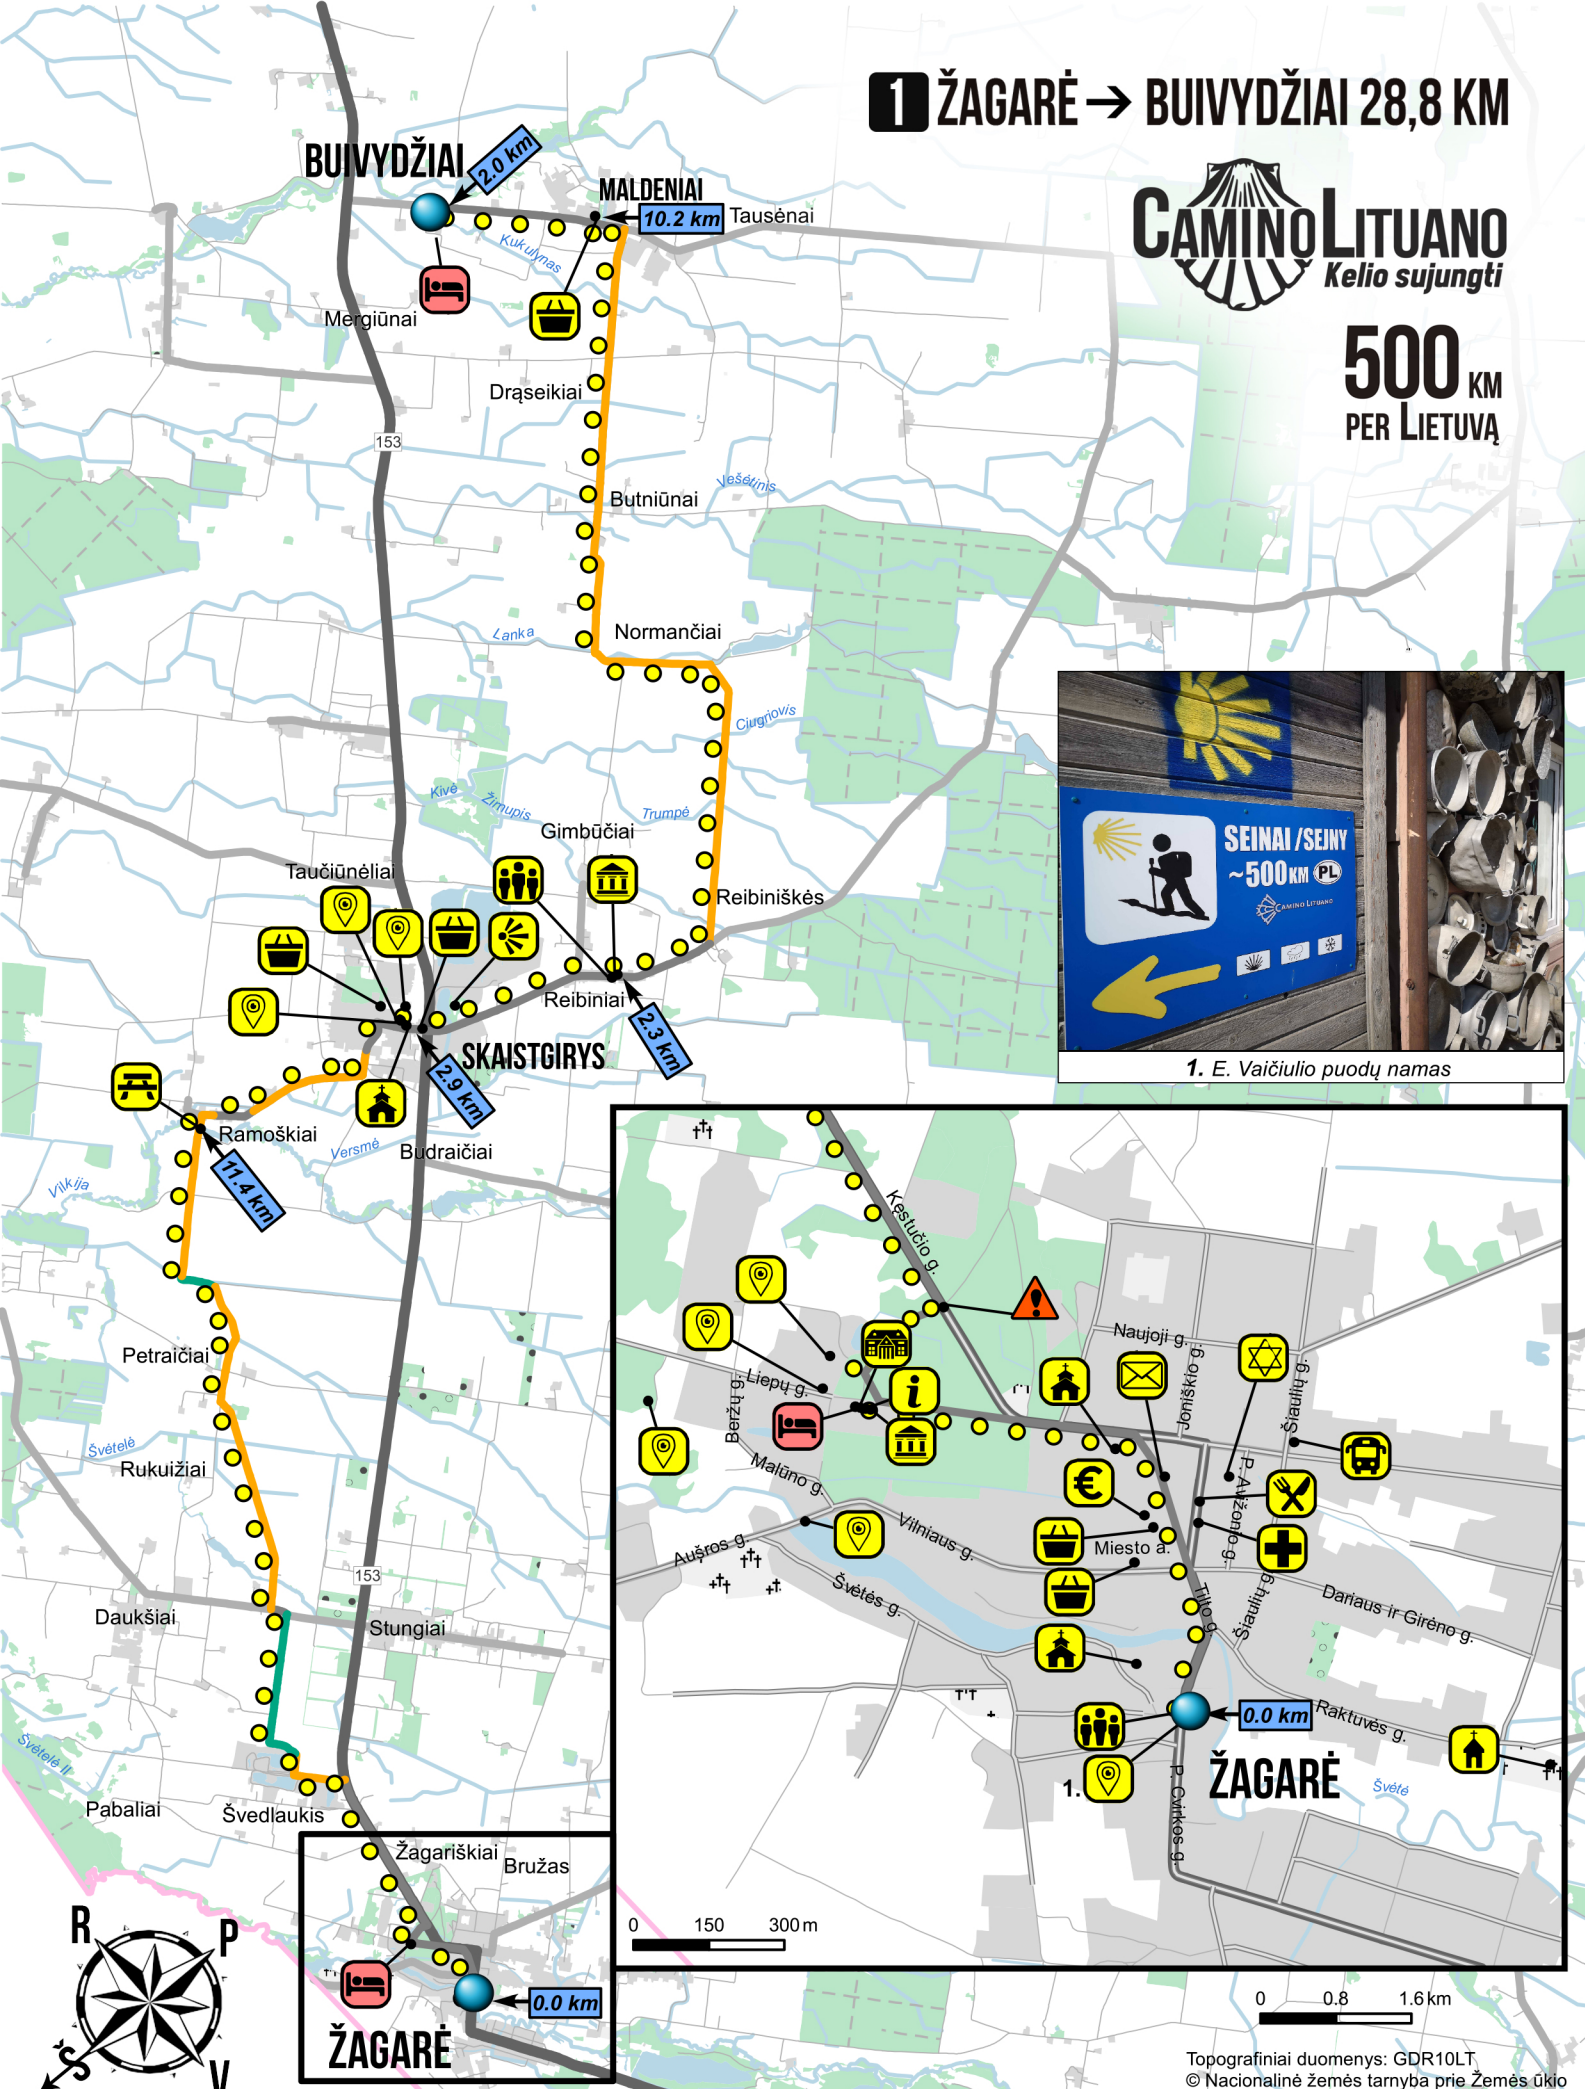 1 ŽAGARĖ → BUIVYDŽIAI 28,8 KM
CAMINO LITUANO
Kelio sujungti
500 KM
PER LIETUVĄ
BUIVYDŽIAI
2.0 km
MALDENIAI
10.2 km
Tausėnai
Kukulynas
Mergiūnai
Drąseikiai
153
Vešėtinis
Butniūnai
Lanka
Normančiai
Ciugriovis
Kivė
Žimupis
Trumpė
Gimbūčiai
Taučiūnėliai
Reibiniškės
Reibiniai
2.3 km
SKAISTGIRYS
2.9 km
Ramoškiai
Versmė
Budraičiai
11.4 km
Vilkija
Petraičiai
Švėtelė
Rukuižiai
153
Daukšiai
Stungiai
Švėtelė II
Pabaliai
Švedlaukis
Žagariškiai
Bružas
0.0 km
ŽAGARĖ
R
P
Š
V
SEINAI / SEJNY
~500 KM PL
CAMINO LITUANO
1. E. Vaičiulio puodų namas
Kęstučio g.
Naujoji g.
Joniškio g.
Šiaulių g.
Liepų g.
Beržų g.
Malūno g.
P. Avižonio g.
Vilniaus g.
Miesto a.
Aušros g.
Švėtės g.
Tilto g.
Šiaulių g.
Dariaus ir Girėno g.
0.0 km
Raktuvės g.
1.
ŽAGARĖ
Švėtė
P. Cvirkos g.
0 150 300 m
0 0.8 1.6 km
Topografiniai duomenys: GDR10LT
© Nacionalinė žemės tarnyba prie Žemės ūkio